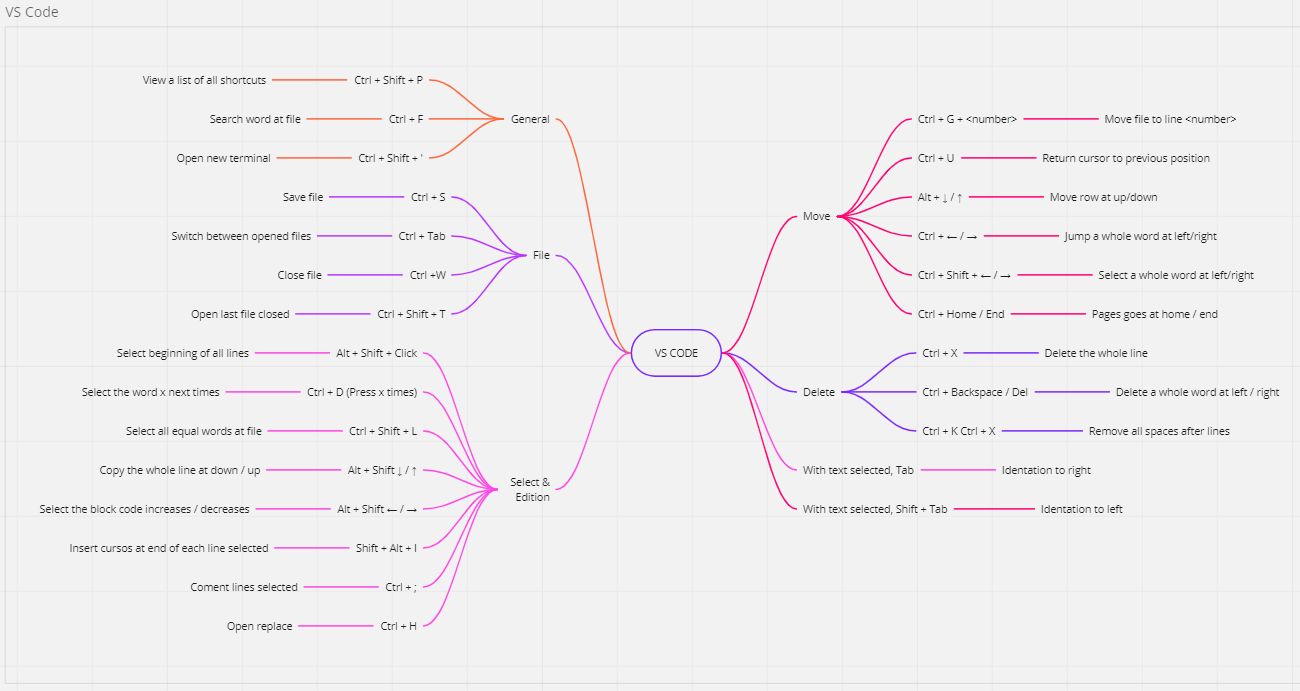 VS Code
View a list of all shortcuts Ctrl + Shift + P
Search word at file Ctrl + F
General
Open new terminal Ctrl + Shift + '
Save file Ctrl + S
Switch between opened files Ctrl + Tab
File
Close file Ctrl +W
Open last file closed Ctrl + Shift + T
Select beginning of all lines Alt + Shift + Click
Select the word x next times Ctrl + D (Press x times)
Select all equal words at file Ctrl + Shift + L
Copy the whole line at down / up Alt + Shift ↓ / ↑
Select &
Edition
Select the block code increases / decreases Alt + Shift ← / →
Insert cursos at end of each line selected Shift + Alt + I
Coment lines selected Ctrl + ;
Open replace Ctrl + H
VS CODE
Move
Ctrl + G + <number> Move file to line <number>
Ctrl + U Return cursor to previous position
Alt + ↓ / ↑ Move row at up/down
Ctrl + ← / → Jump a whole word at left/right
Ctrl + Shift + ← / → Select a whole word at left/right
Ctrl + Home / End Pages goes at home / end
Delete
Ctrl + X Delete the whole line
Ctrl + Backspace / Del Delete a whole word at left / right
Ctrl + K Ctrl + X Remove all spaces after lines
With text selected, Tab Identation to right
With text selected, Shift + Tab Identation to left